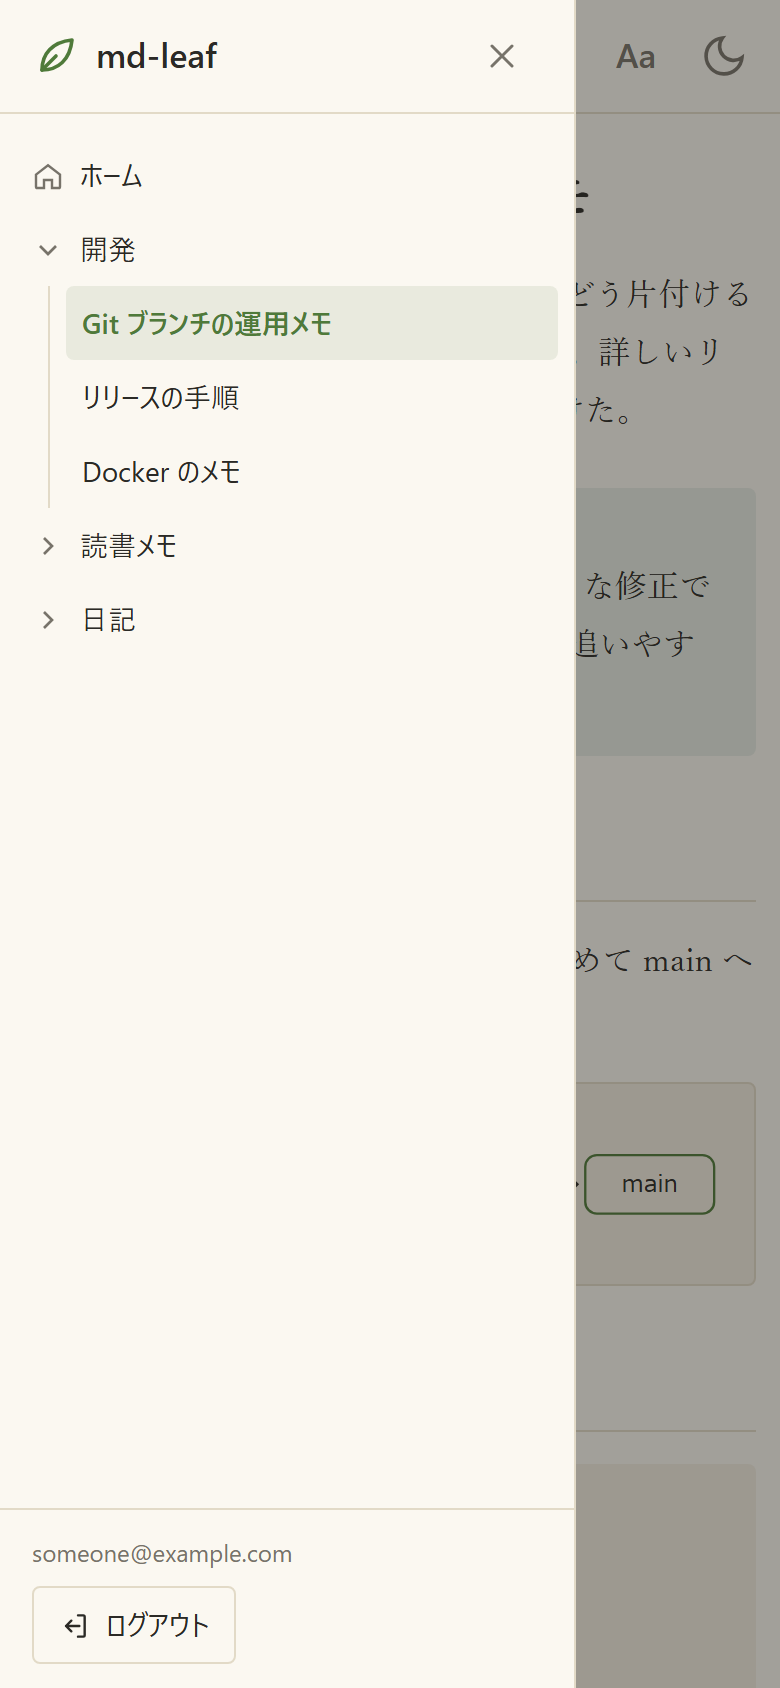 md-leaf
Aa
ホーム
開発
Git ブランチの運用メモ
リリースの手順
Docker のメモ
読書メモ
日記
どう片付ける
詳しいリ
た。
な修正で
追いやす
めて main へ
main
someone@example.com
ログアウト